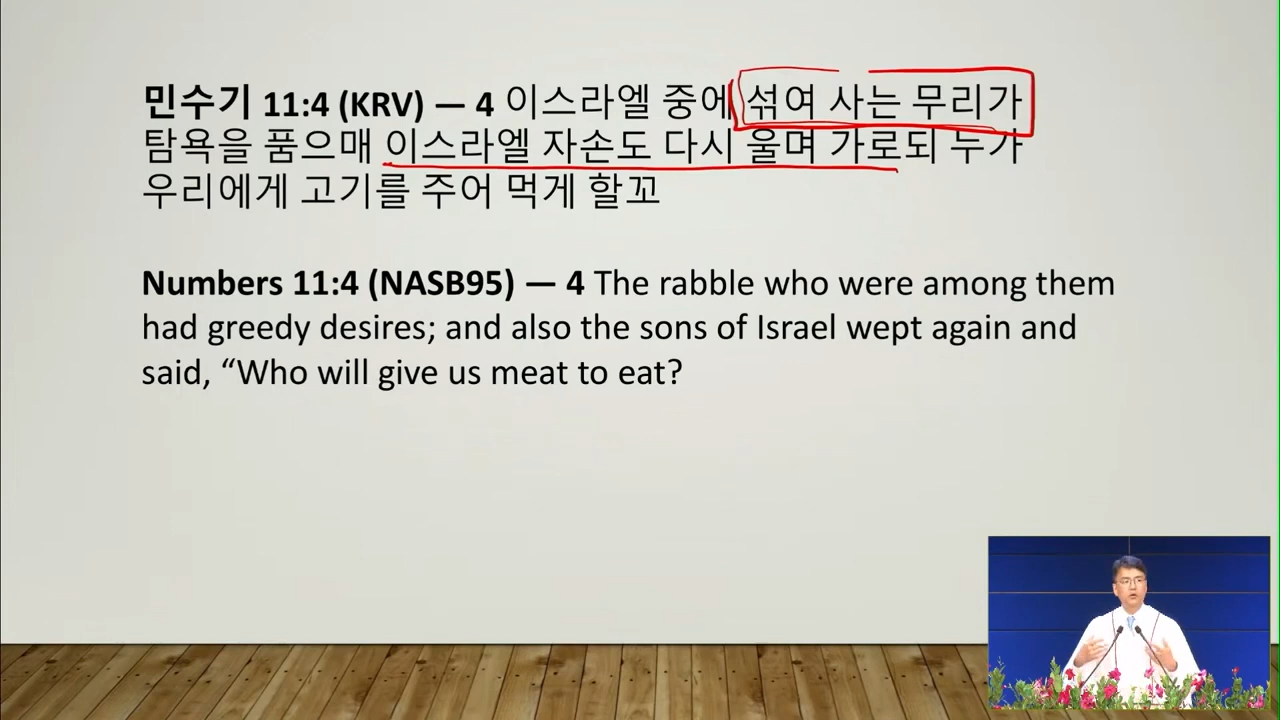 민수기 11:4 (KRV) — 4 이스라엘 중에 섞여 사는 무리가
탐욕을 품으매 이스라엘 자손도 다시 울며 가로되 누가
우리에게 고기를 주어 먹게 할꼬
Numbers 11:4 (NASB95) — 4 The rabble who were among them
had greedy desires; and also the sons of Israel wept again and
said, “Who will give us meat to eat?